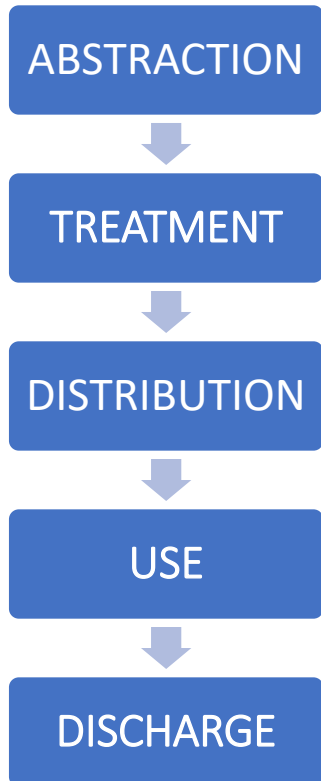 ABSTRACTION
TREATMENT
DISTRIBUTION
USE
DISCHARGE